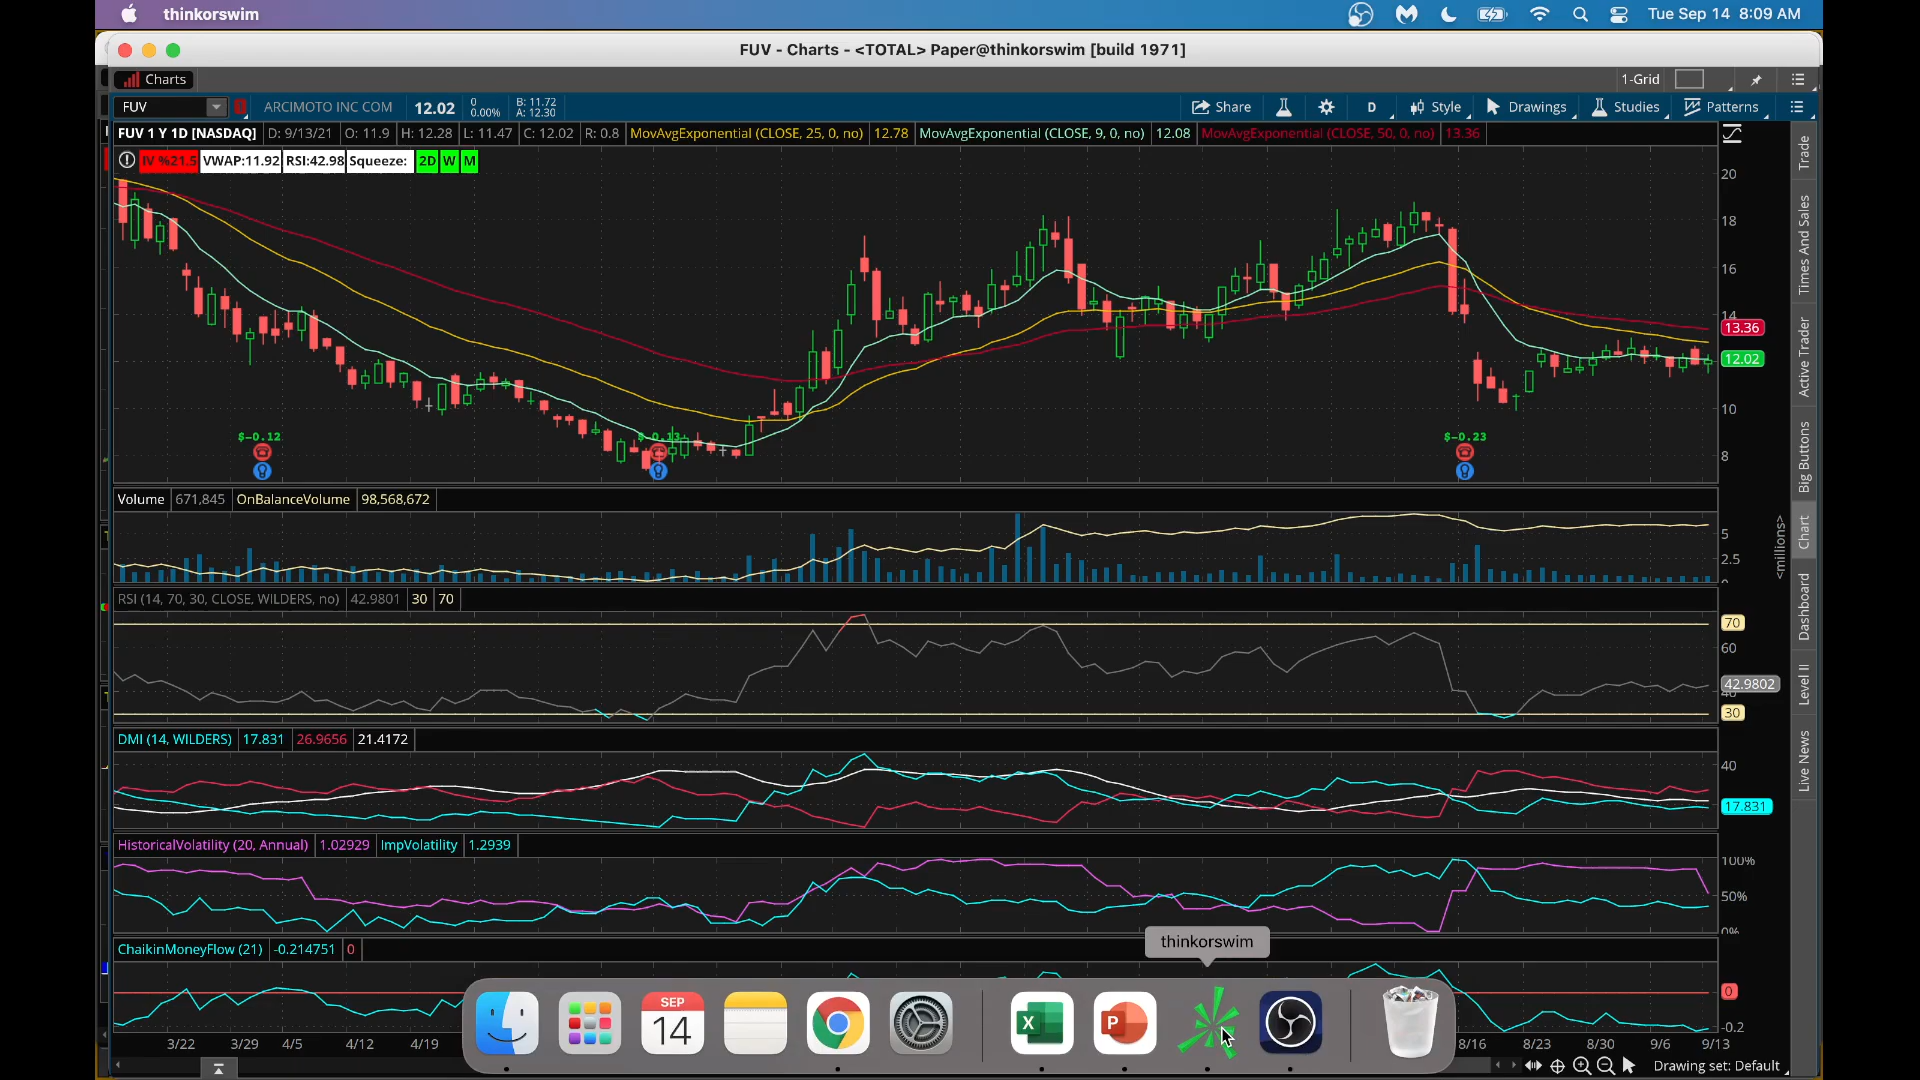 thinkorswim
Tue Sep 14 8:09 AM
FUV - Charts - <TOTAL> Paper@thinkorswim [build 1971]
Charts
1-Grid
FUV
ARCIMOTO INC COM
12.02
0
0.00%
B: 11.72
A: 12.30
Share
D
Style
Drawings
Studies
Patterns
FUV 1 Y 1D [NASDAQ]
D: 9/13/21
O: 11.9
H: 12.28
L: 11.47
C: 12.02
R: 0.8
MovAvgExponential (CLOSE, 25, 0, no)
12.78
MovAvgExponential (CLOSE, 9, 0, no)
12.08
MovAvgExponential (CLOSE, 50, 0, no)
13.36
IV %21.5
VWAP:11.92
RSI:42.98
Squeeze:
2D
W
M
20
18
16
14
13.36
12.02
10
8
$-0.12
$-0.13
$-0.23
Volume
671,845
OnBalanceVolume
98,568,672
5
2.5
0
<millions>
RSI (14, 70, 30, CLOSE, WILDERS, no)
42.9801
30
70
70
60
42.9802
40
30
DMI (14, WILDERS)
17.831
26.9656
21.4172
40
17.831
HistoricalVolatility (20, Annual)
1.02929
ImpVolatility
1.2939
100%
50%
0%
ChaikinMoneyFlow (21)
-0.214751
0
0
-0.2
thinkorswim
SEP
14
X
P
3/22
3/29
4/5
4/12
4/19
8/16
8/23
8/30
9/6
9/13
Drawing set: Default
Trade
Times And Sales
Active Trader
Big Buttons
Chart
Dashboard
Level II
Live News